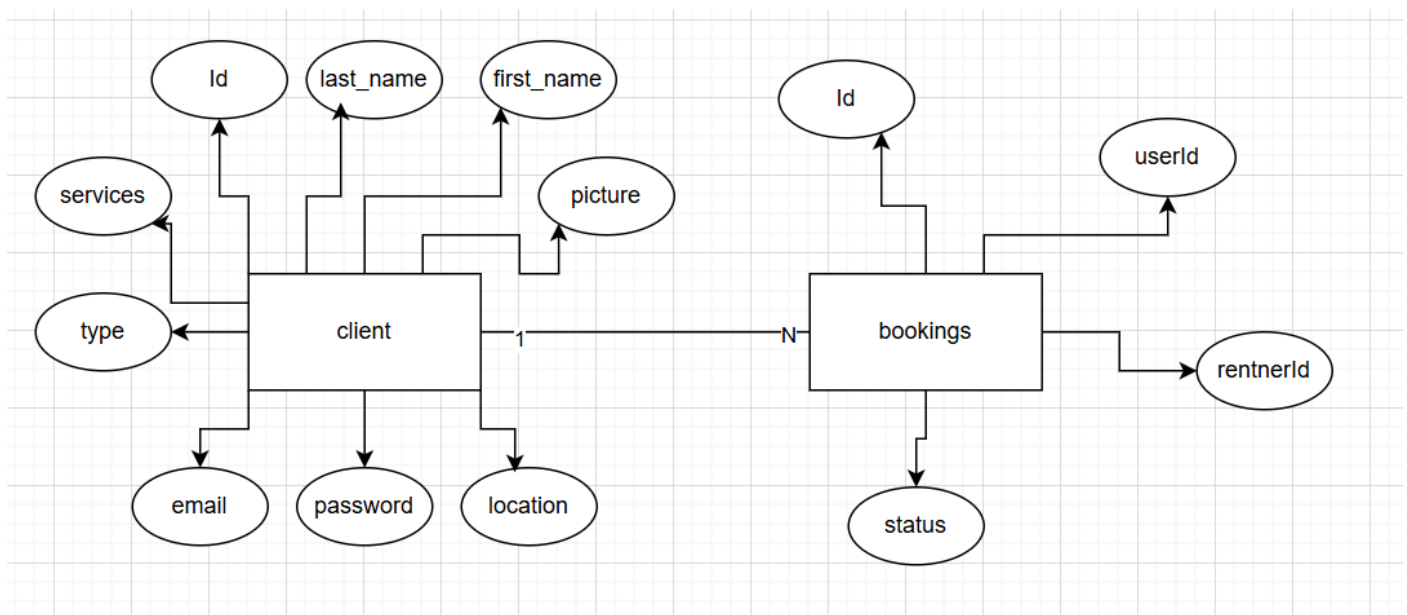 Id
last_name
first_name
Id
userId
services
picture
type
client
1
N
bookings
rentnerId
email
password
location
status